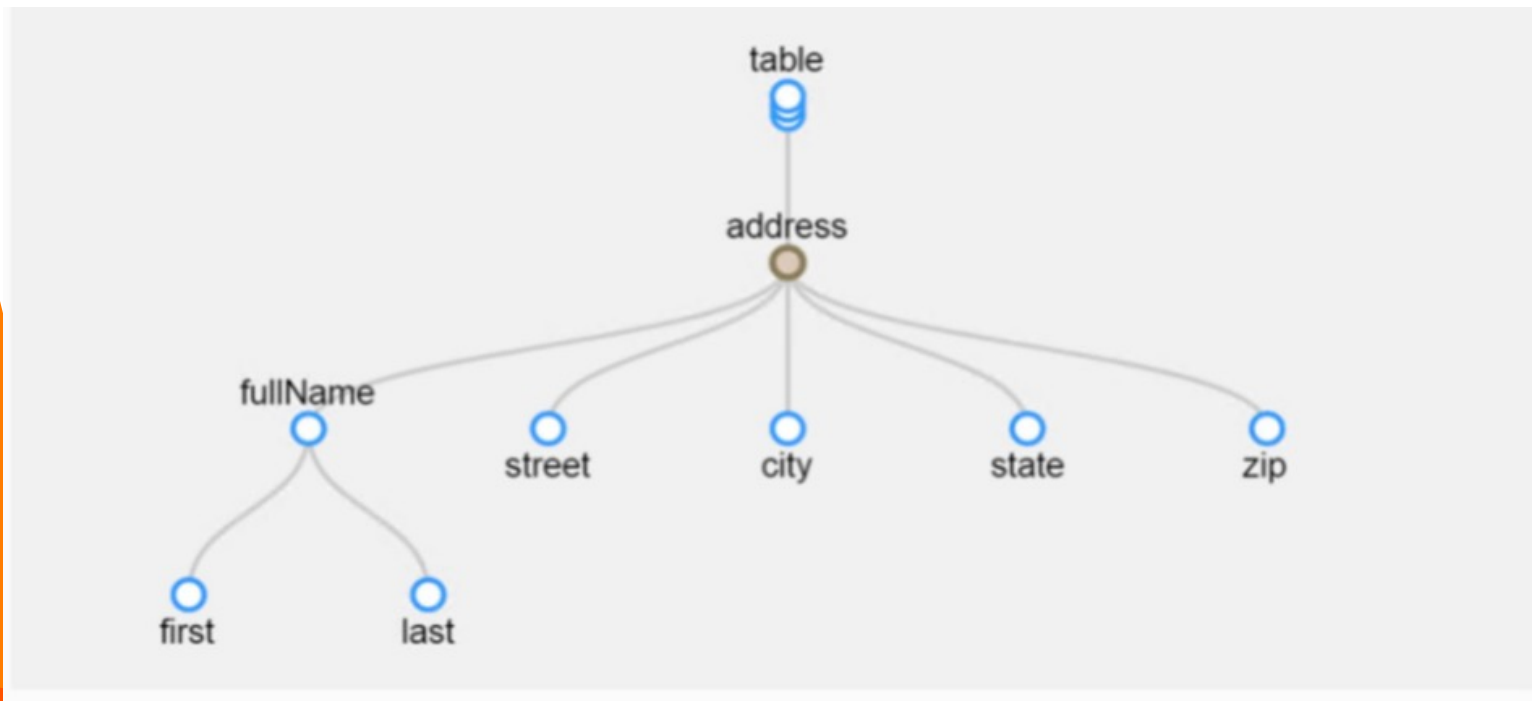 table
address
fullName
street city state zip
first last